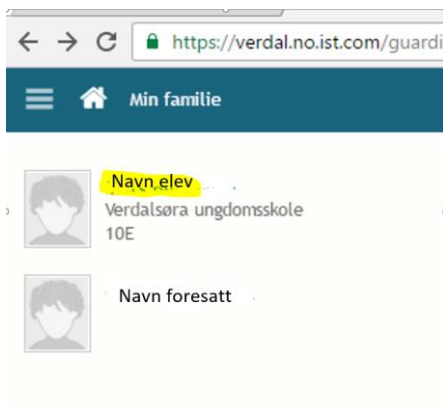 https://verdal.no.ist.com/guardi
Min familie
Navn elev
Verdalsøra ungdomsskole
10E
Navn foresatt